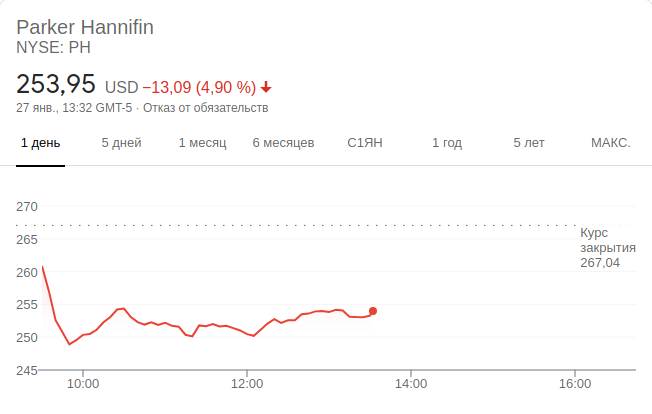 Parker Hannifin
NYSE: PH
253,95 USD −13,09 (4,90 %)
27 янв., 13:32 GMT-5 · Отказ от обязательств
1 день 5 дней 1 месяц 6 месяцев С1ЯН 1 год 5 лет МАКС.
270
265
260
255
250
245
Курс
закрытия
267,04
10:00 12:00 14:00 16:00